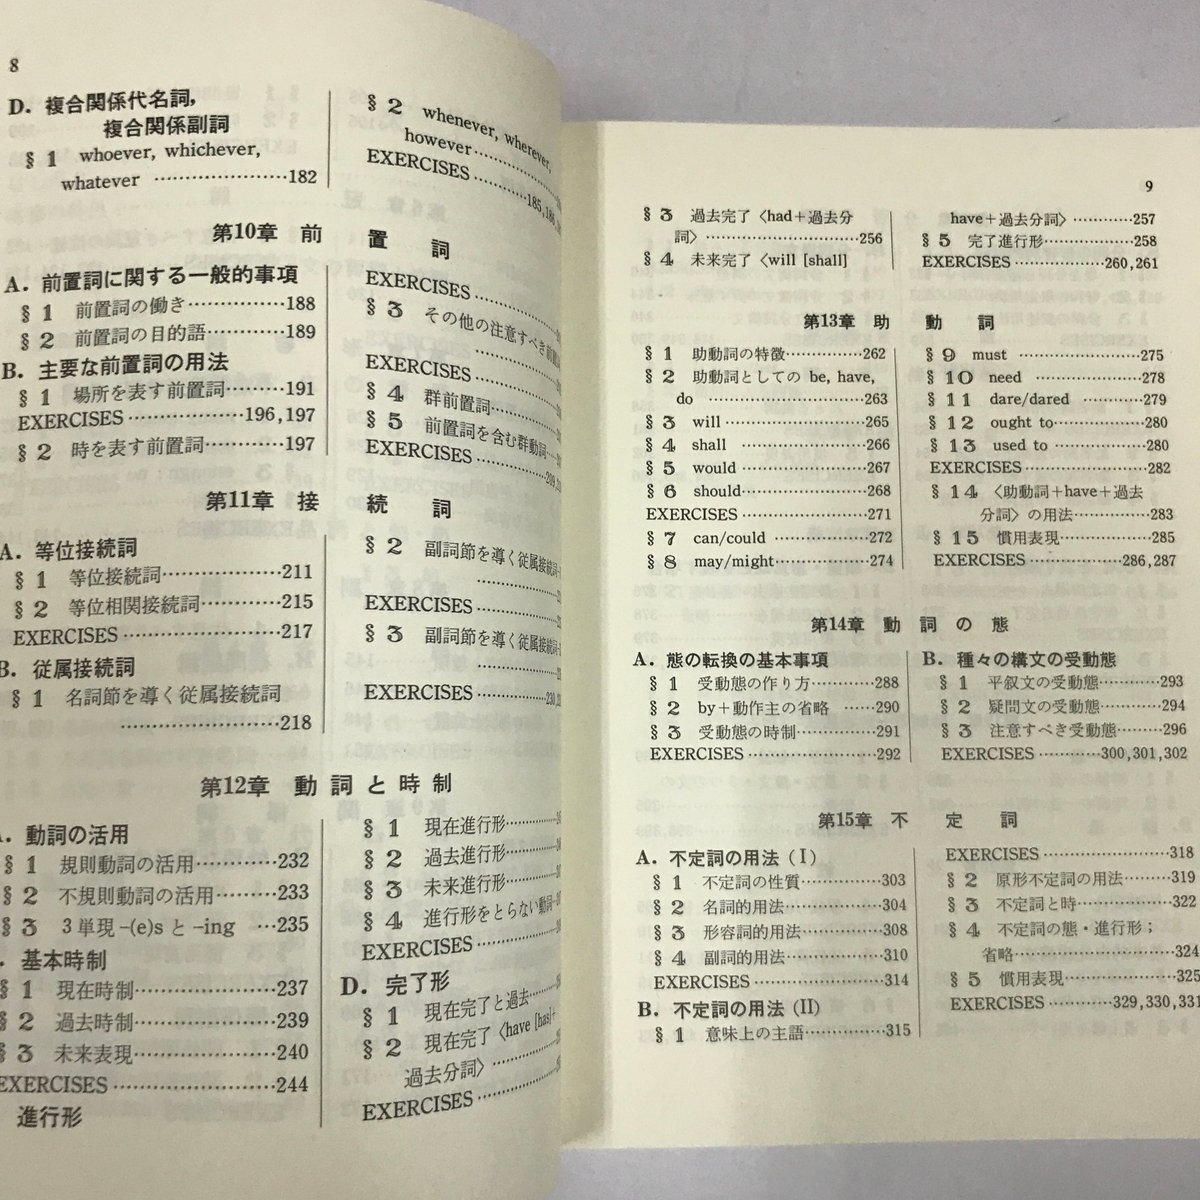 8
D. 複合関係代名詞,
複合関係副詞
§ 1 whoever, whichever,
whatever ……………………182
§ 2 whenever, wherever,
however……………
EXERCISES ……………185,186,
第10章 前 置 詞
A. 前置詞に関する一般的事項
§ 1 前置詞の働き……………188
§ 2 前置詞の目的語…………189
B. 主要な前置詞の用法
§ 1 場所を表す前置詞………191
EXERCISES ………………196,197
§ 2 時を表す前置詞…………197
EXERCISES ……………
§ 3 その他の注意すべき
……………
EXERCISES ……………
§ 4 群前置詞……………
§ 5 前置詞を含む群動詞……
EXERCISES ……………209,
第11章 接 続 詞
A. 等位接続詞
§ 1 等位接続詞………………211
§ 2 等位相関接続詞…………215
EXERCISES ……………………217
B. 従属接続詞
§ 1 名詞節を導く従属接続詞
……………………218
§ 2 副詞節を導く従属接続詞
……………
EXERCISES ……………
§ 3 副詞節を導く従属接続詞
……………
EXERCISES ……………230,
第12章 動 詞 と 時 制
A. 動詞の活用
§ 1 規則動詞の活用…………232
§ 2 不規則動詞の活用………233
§ 3 3単現-(e)s と -ing …235
基本時制
§ 1 現在時制…………………237
§ 2 過去時制…………………239
§ 3 未来表現…………………240
EXERCISES ……………………244
進行形
§ 1 現在進行形……………
§ 2 過去進行形……………
§ 3 未来進行形……………
§ 4 進行形をとらない動詞…
EXERCISES ……………
D. 完了形
§ 1 現在完了と過去……………
§ 2 現在完了〈have [has]+
過去分詞〉……………
EXERCISES ……………
9
§ 3 過去完了〈had+過去分
詞〉……………………256
§ 4 未来完了〈will [shall]
have+過去分詞〉…………257
§ 5 完了進行形………………258
EXERCISES ………………260,261
第13章 助 動 詞
§ 1 助動詞の特徴……………262
§ 2 助動詞としての be, have,
do ……………………263
§ 3 will ……………………265
§ 4 shall ……………………266
§ 5 would ……………………267
§ 6 should……………………268
EXERCISES ……………………271
§ 7 can/could ………………272
§ 8 may/might………………274
§ 9 must ……………………275
§ 10 need ……………………278
§ 11 dare/dared ……………279
§ 12 ought to…………………280
§ 13 used to …………………280
EXERCISES……………………282
§ 14 〈助動詞+have+過去
分詞〉の用法……………283
§ 15 慣用表現…………………285
EXERCISES ………………286,287
第14章 動 詞 の 態
A. 態の転換の基本事項
§ 1 受動態の作り方…………288
§ 2 by+動作主の省略 ……290
§ 3 受動態の時制……………291
EXERCISES ……………………292
B. 種々の構文の受動態
§ 1 平叙文の受動態…………293
§ 2 疑問文の受動態…………294
§ 3 注意すべき受動態………296
EXERCISES …………300,301,302
第15章 不 定 詞
A. 不定詞の用法 (I)
§ 1 不定詞の性質……………303
§ 2 名詞的用法………………304
§ 3 形容詞的用法……………308
§ 4 副詞的用法………………310
EXERCISES ……………………314
B. 不定詞の用法 (II)
§ 1 意味上の主語……………315
EXERCISES ……………………318
§ 2 原形不定詞の用法………319
§ 3 不定詞と時………………322
§ 4 不定詞の態・進行形;
省略……………………324
§ 5 慣用表現…………………325
EXERCISES …………329,330,331